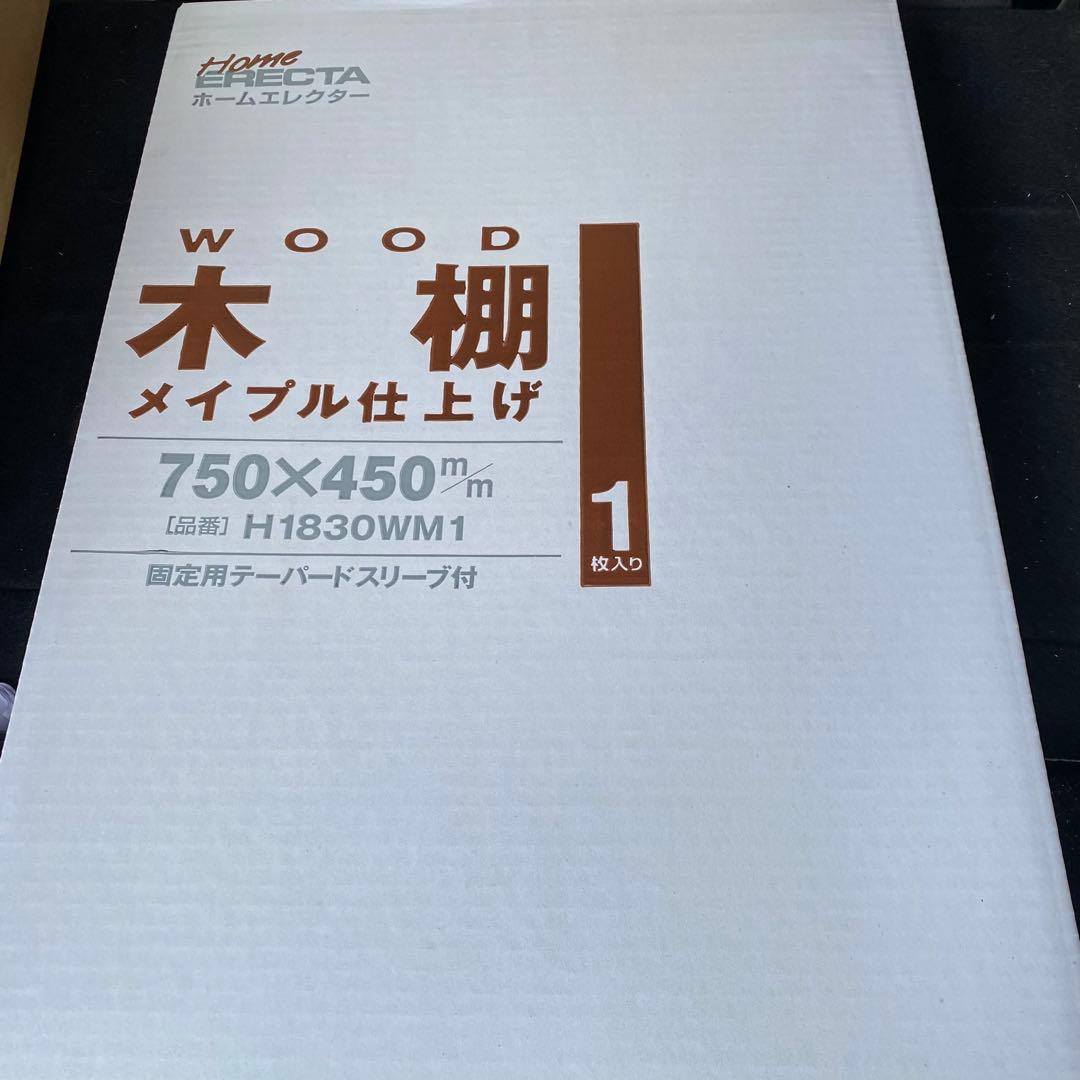 Home
ERECTA
ホームエレクター
WOOD
木棚
メイプル仕上げ
750×450m/m
[品番] H1830WM1
固定用テーパードスリーブ付
1
枚入り